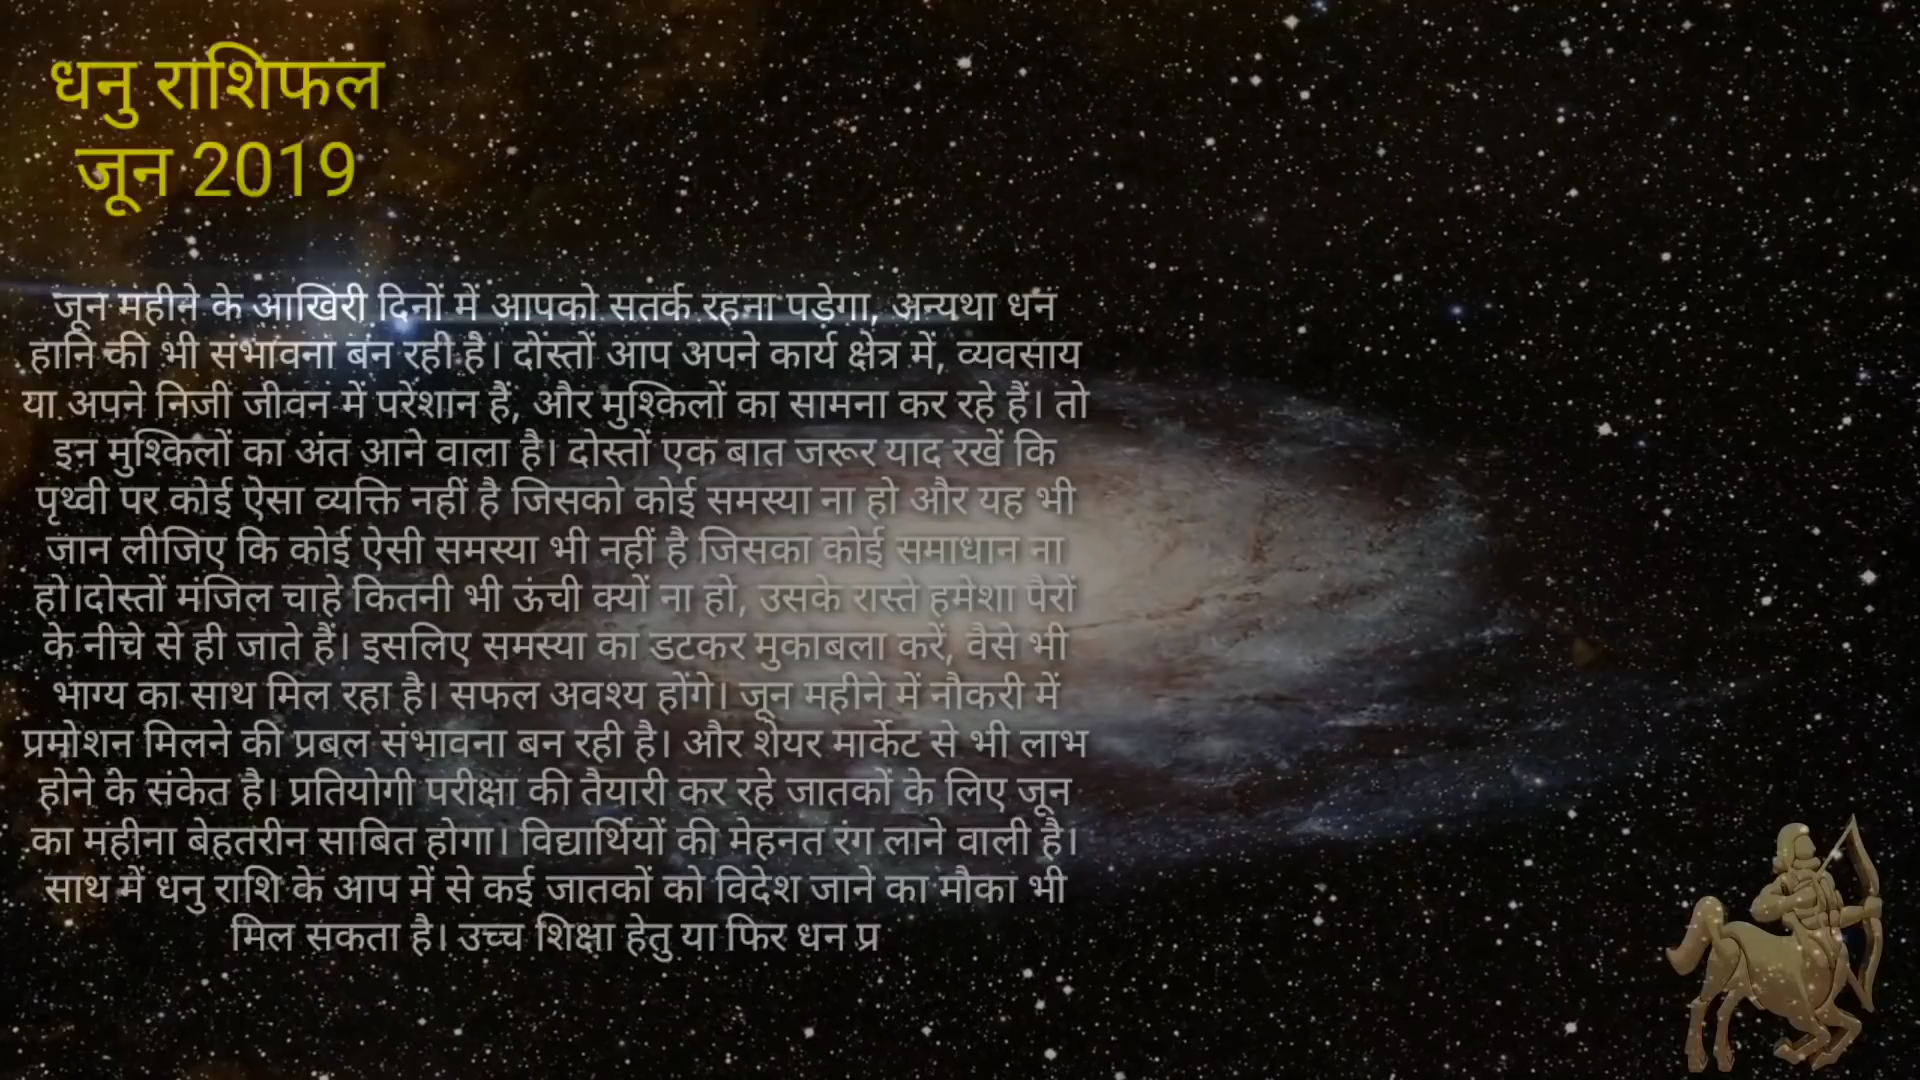 धनु राशिफल
जून 2019
जून महीने के आखिरी दिनों में आपको सतर्क रहना पड़ेगा, अन्यथा धन
हानि की भी संभावना बन रही है। दोस्तों आप अपने कार्य क्षेत्र में, व्यवसाय
या अपने निजी जीवन में परेशान हैं, और मुश्किलों का सामना कर रहे हैं। तो
इन मुश्किलों का अंत आने वाला है। दोस्तों एक बात जरूर याद रखें कि
पृथ्वी पर कोई ऐसा व्यक्ति नहीं है जिसको कोई समस्या ना हो और यह भी
जान लीजिए कि कोई ऐसी समस्या भी नहीं है जिसका कोई समाधान ना
हो।दोस्तों मंजिल चाहे कितनी भी ऊंची क्यों ना हो, उसके रास्ते हमेशा पैरों
के नीचे से ही जाते हैं। इसलिए समस्या का डटकर मुकाबला करें, वैसे भी
भाग्य का साथ मिल रहा है। सफल अवश्य होंगे। जून महीने में नौकरी में
प्रमोशन मिलने की प्रबल संभावना बन रही है। और शेयर मार्केट से भी लाभ
होने के संकेत है। प्रतियोगी परीक्षा की तैयारी कर रहे जातकों के लिए जून
का महीना बेहतरीन साबित होगा। विद्यार्थियों की मेहनत रंग लाने वाली है।
साथ में धनु राशि के आप में से कई जातकों को विदेश जाने का मौका भी
मिल सकता है। उच्च शिक्षा हेतु या फिर धन प्र